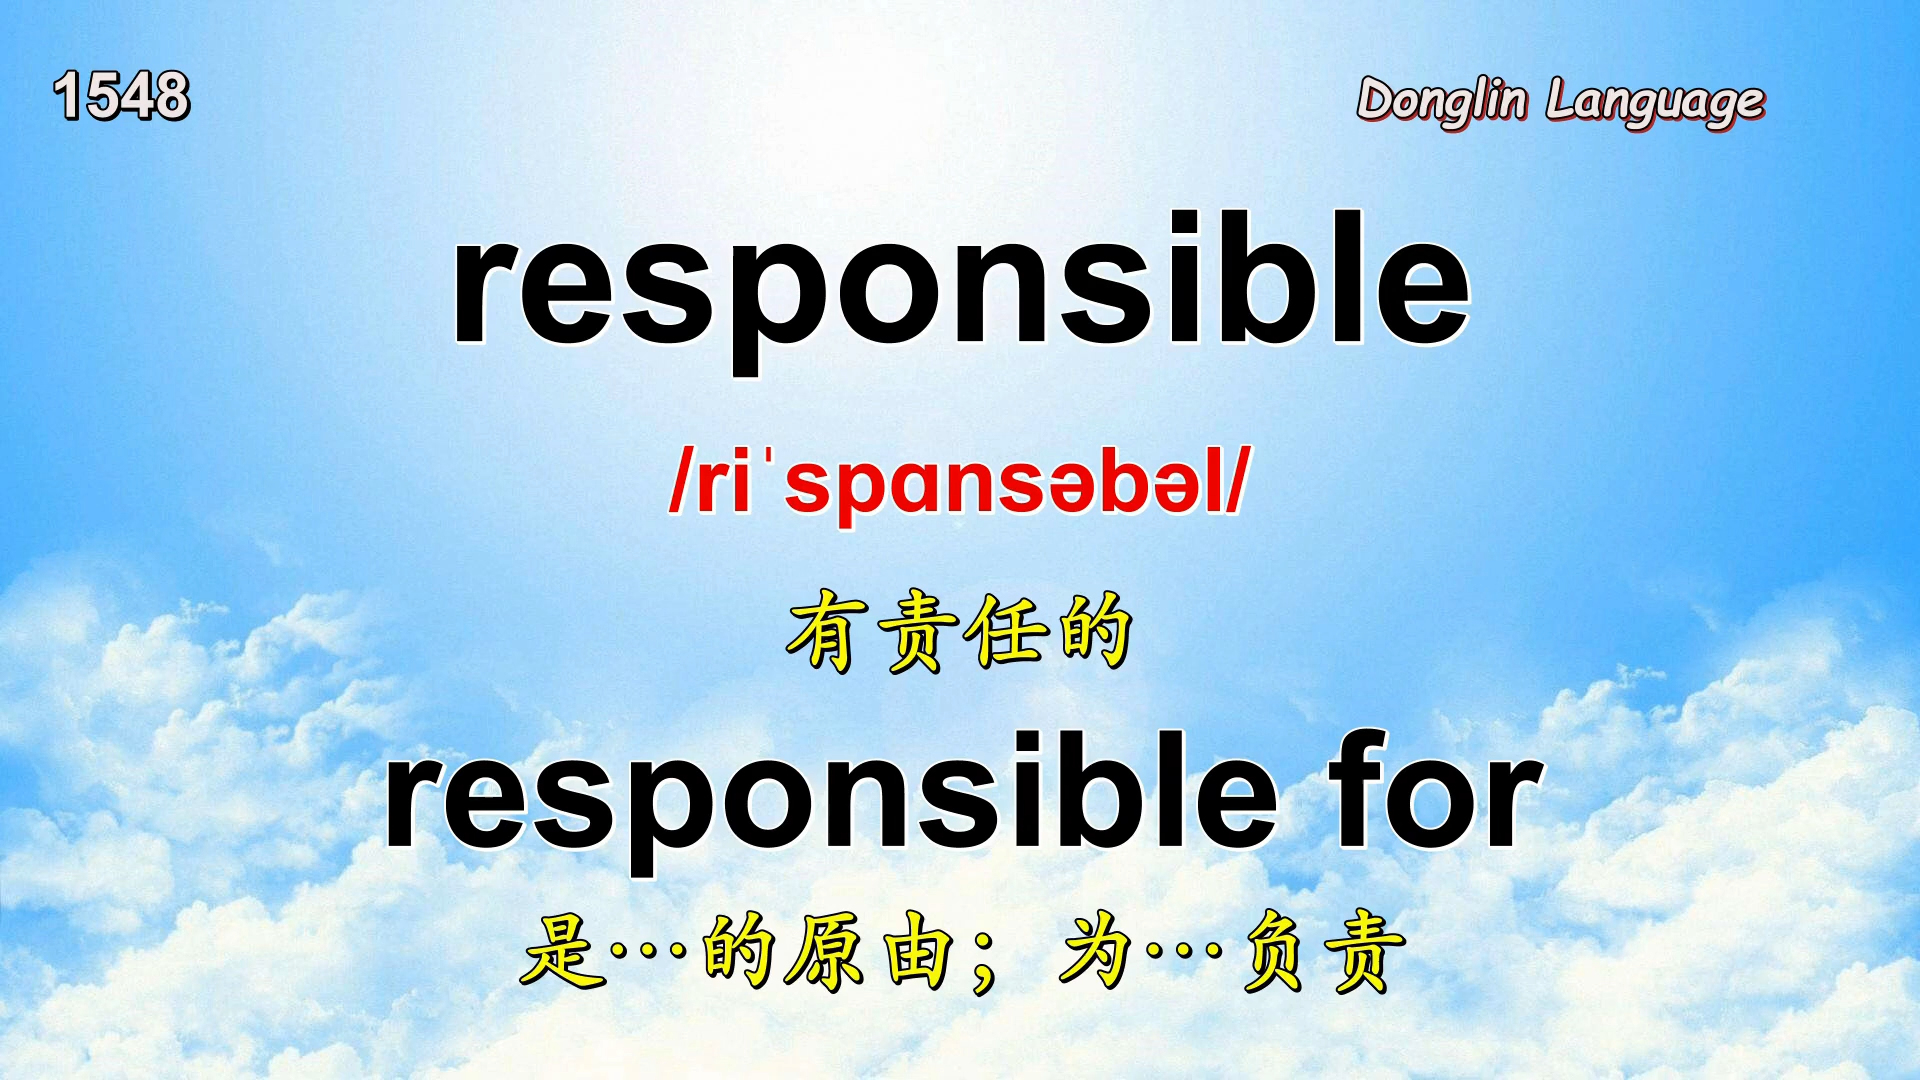 1548
Donglin Language
responsible
/riˈspɑnsəbəl/
有责任的
responsible for
是…的原由；为…负责